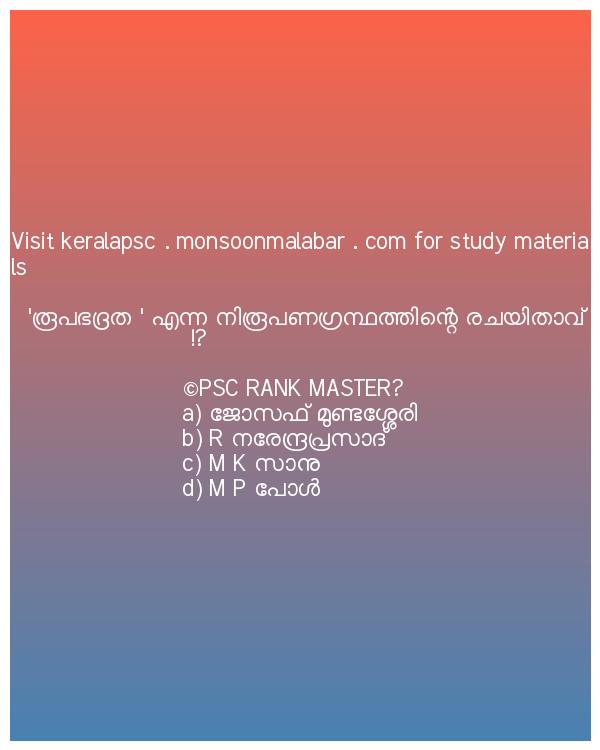 Visit keralapsc . monsoonmalabar . com for study materia
ls
'രൂപഭദ്രത ' എന്ന നിരൂപണഗ്രന്ഥത്തിന്റെ രചയിതാവ്
!?
©PSC RANK MASTER?
a) ജോസഫ് മുണ്ടശ്ശേരി
b) R നരേന്ദ്രപ്രസാദ്
c) M K സാനു
d) M P പോൾ